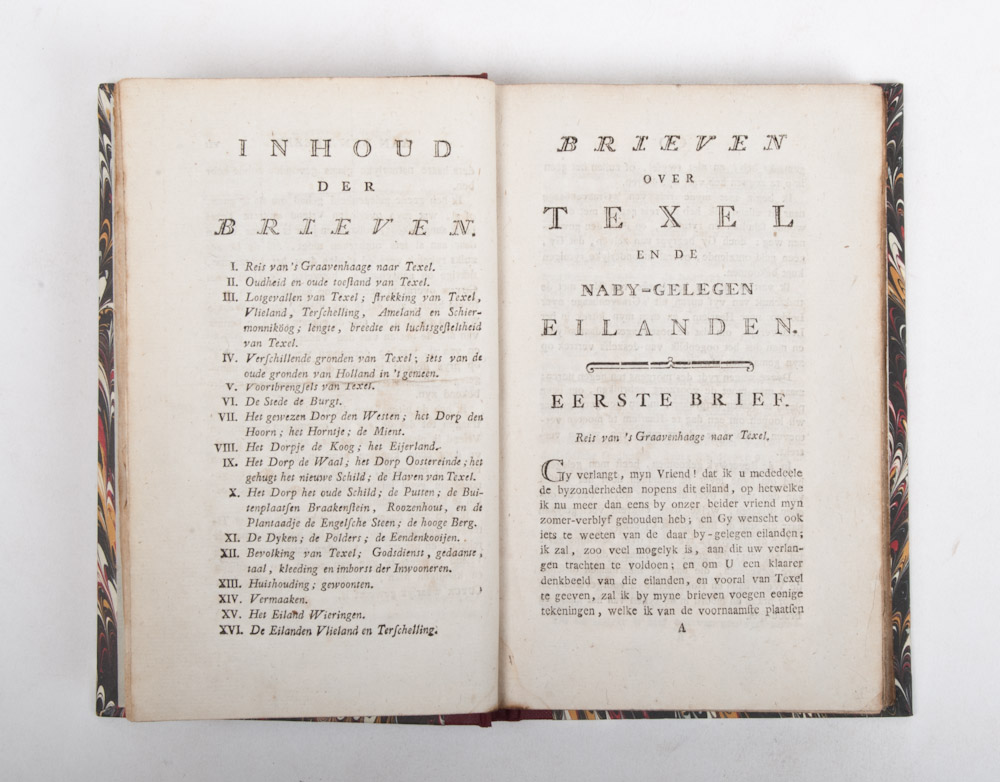 INHOUD
DER
BRIEVEN.
I. Reis van 's Graavenhaage naar Texel.
II. Oudheid en oude toeſtand van Texel.
III. Lotgevallen van Texel; ſtrekking van Texel,
Vlieland, Terſchelling, Ameland en Schier-
monnikoog; lengte, breedte en luchtsgeſteltheid
van Texel.
IV. Verſchillende gronden van Texel; iets van de
oude gronden van Holland in 't gemeen.
V. Voortbrengſels van Texel.
VI. De Stede de Burgt.
VII. Het gewezen Dorp den Westen; het Dorp den
Hoorn; het Horntje; de Mient.
VIII. Het Dorpje de Koog; het Eijerland.
IX. Het Dorp de Waal; het Dorp Oostereinde; het
gehugt het nieuwe Schild; de Haven van Texel.
X. Het Dorp het oude Schild; de Putten; de Bui-
tenplaatſen Braakenſtein, Roozenhout, en de
Plantaadje de Engelſche Steen; de hooge Berg.
XI. De Dyken; de Polders; de Eendenkooijen.
XII. Bevolking van Texel; Godsdienst, gedaante,
taal, kleeding en imborst der Inwooneren.
XIII. Huishouding; gewoonten.
XIV. Vermaaken.
XV. Het Eiland Wieringen.
XVI. De Eilanden Vlieland en Terſchelling.
BRIEVEN
OVER
TEXEL
EN DE
NABY-GELEGEN
EILANDEN.
EERSTE BRIEF.
Reis van 's Graavenhaage naar Texel.
Gy verlangt, myn Vriend! dat ik u mededeele
de byzonderheden nopens dit eiland, op hetwelke
ik nu meer dan eens by onzer beider vriend myn
zomer-verblyf gehouden heb; en Gy wenscht ook
iets te weeten van de daar by-gelegen eilanden;
ik zal, zoo veel mogelyk is, aan dit uw verlan-
gen trachten te voldoen; en om U een klaarer
denkbeeld van die eilanden, en vooral van Texel
te geeven, zal ik by myne brieven voegen eenige
tekeningen, welke ik van de voornaamſte plaatſen
A